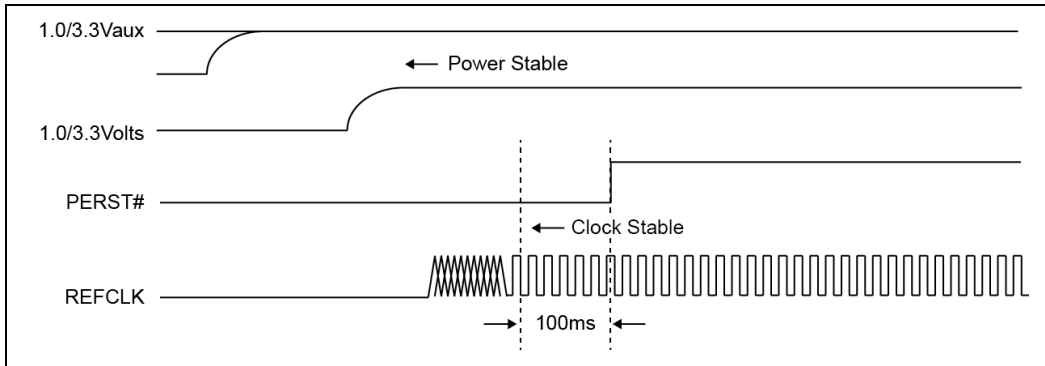 1.0/3.3Vaux
Power Stable
1.0/3.3Volts
PERST#
Clock Stable
REFCLK
100ms